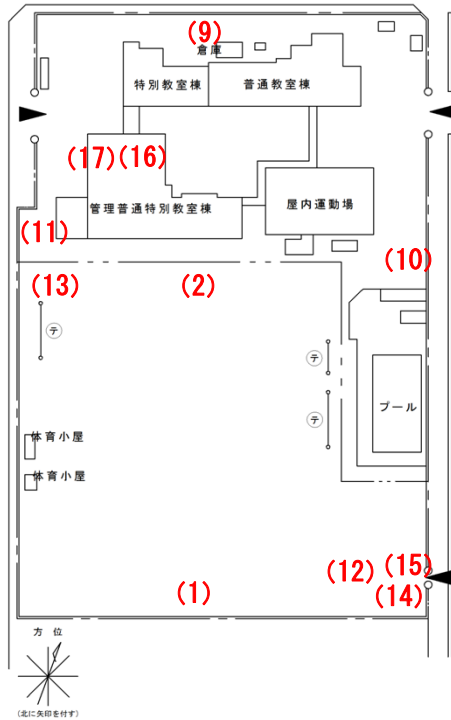 (9)
倉庫
特別教室棟
普通教室棟
(17)
(16)
管理普通特別教室棟
屋内運動場
(11)
(10)
(13)
(2)
テ
テ
テ
プール
体育小屋
体育小屋
(12)
(15)
(1)
(14)
方 位
(北に矢印を付す)